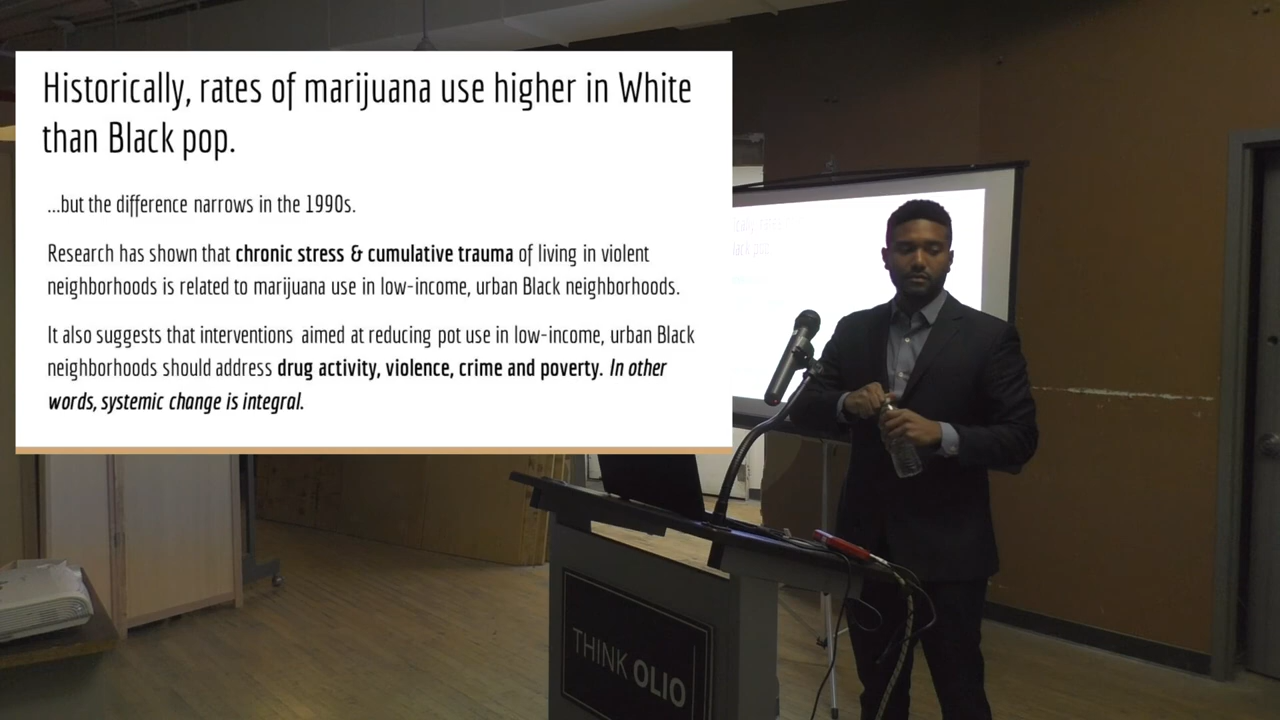 Historically, rates of marijuana use higher in White
than Black pop.
...but the difference narrows in the 1990s.
Research has shown that chronic stress & cumulative trauma of living in violent
neighborhoods is related to marijuana use in low-income, urban Black neighborhoods.
It also suggests that interventions aimed at reducing pot use in low-income, urban Black
neighborhoods should address drug activity, violence, crime and poverty. In other
words, systemic change is integral.
THINK OLIO